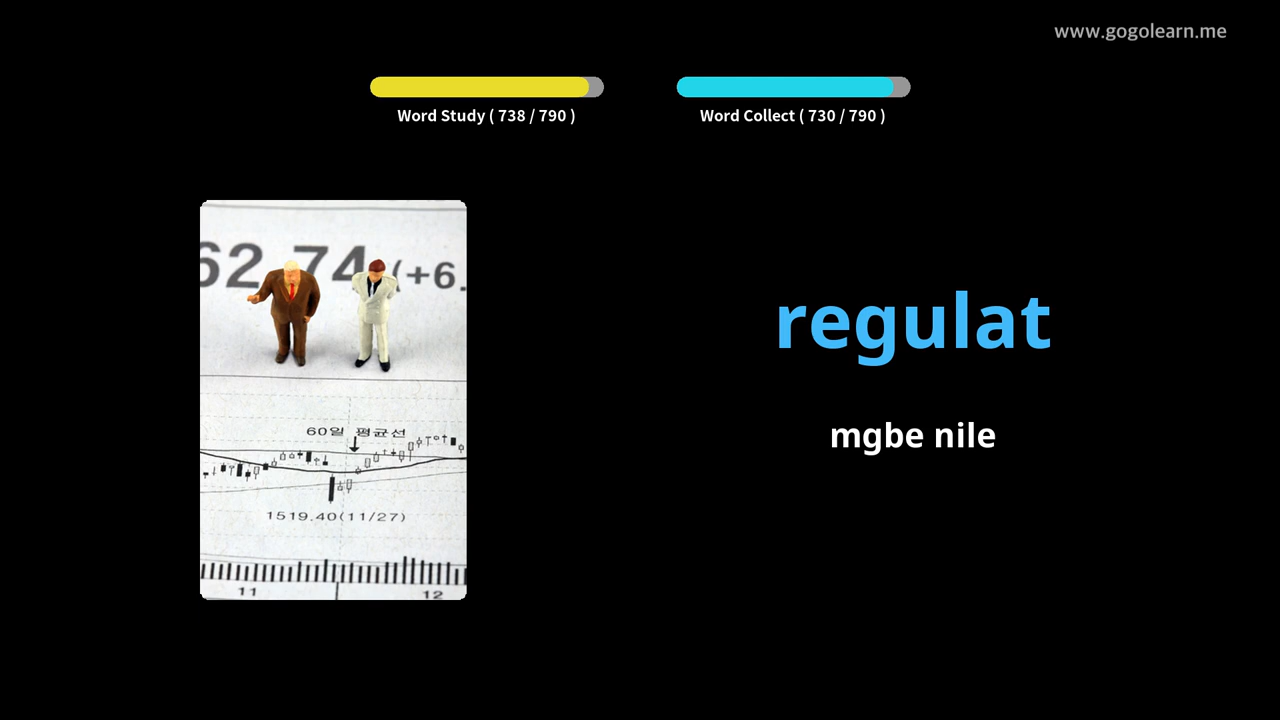 www.gogolearn.me
Word Study ( 738 / 790 )
Word Collect ( 730 / 790 )
62.74 (+6.
60일 평균선
1519.40(11/27)
11
12
regulat
mgbe nile